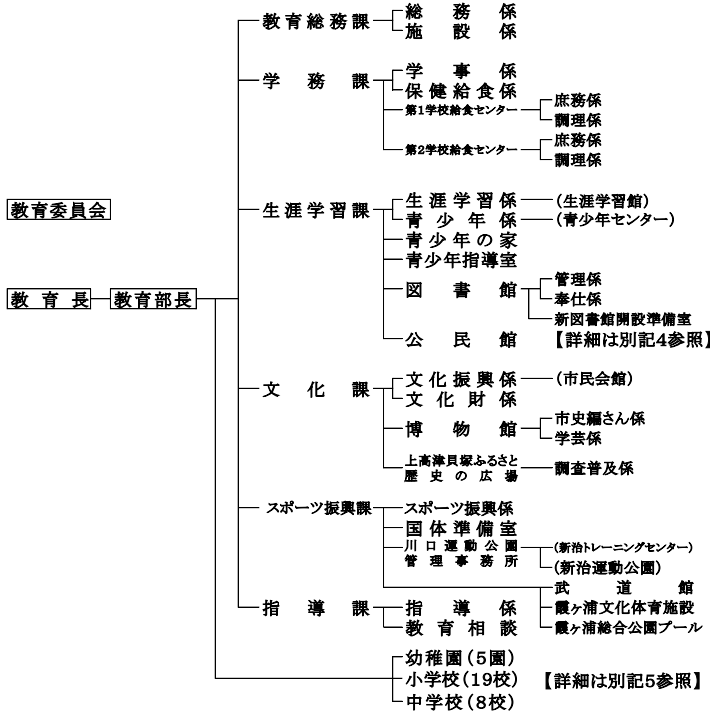 教育総務課 総務係
施設係
学務課 学事係
保健給食係
第1学校給食センター 庶務係
調理係
第2学校給食センター 庶務係
調理係
教育委員会
生涯学習課 生涯学習係 (生涯学習館)
青少年係 (青少年センター)
青少年の家
青少年指導室
教育長 教育部長
図書館 管理係
奉仕係
新図書館開設準備室
公民館 【詳細は別記4参照】
文化課 文化振興係 (市民会館)
文化財係
博物館 市史編さん係
学芸係
上高津貝塚ふるさと
歴史の広場 調査普及係
スポーツ振興課 スポーツ振興係
国体準備室
川口運動公園
管理事務所 (新治トレーニングセンター)
(新治運動公園)
武道館
霞ヶ浦文化体育施設
霞ヶ浦総合公園プール
指導課 指導係
教育相談
幼稚園(5園)
小学校(19校) 【詳細は別記5参照】
中学校(8校)